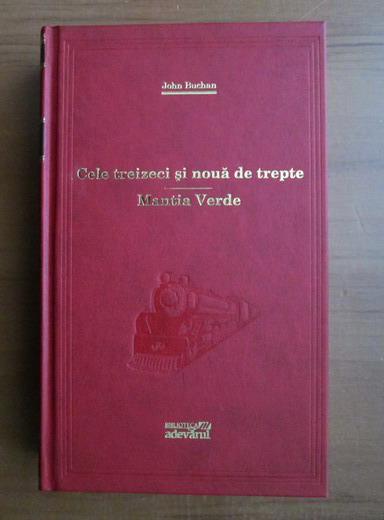 John Buchan
Cele treizeci și nouă de trepte
Mantia Verde
BIBLIOTECA
adevărul